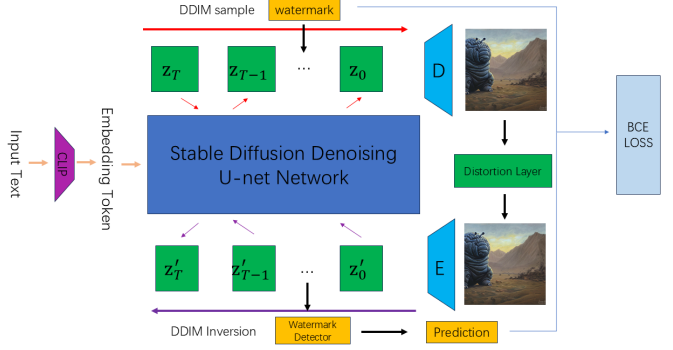 DDIM sample
watermark
z_T
z_{T-1}
...
z_0
D
Input Text
CLIP
Embedding Token
Stable Diffusion Denoising
U-net Network
Distortion Layer
BCE
LOSS
z'_T
z'_{T-1}
...
z'_0
E
DDIM Inversion
Watermark
Detector
Prediction